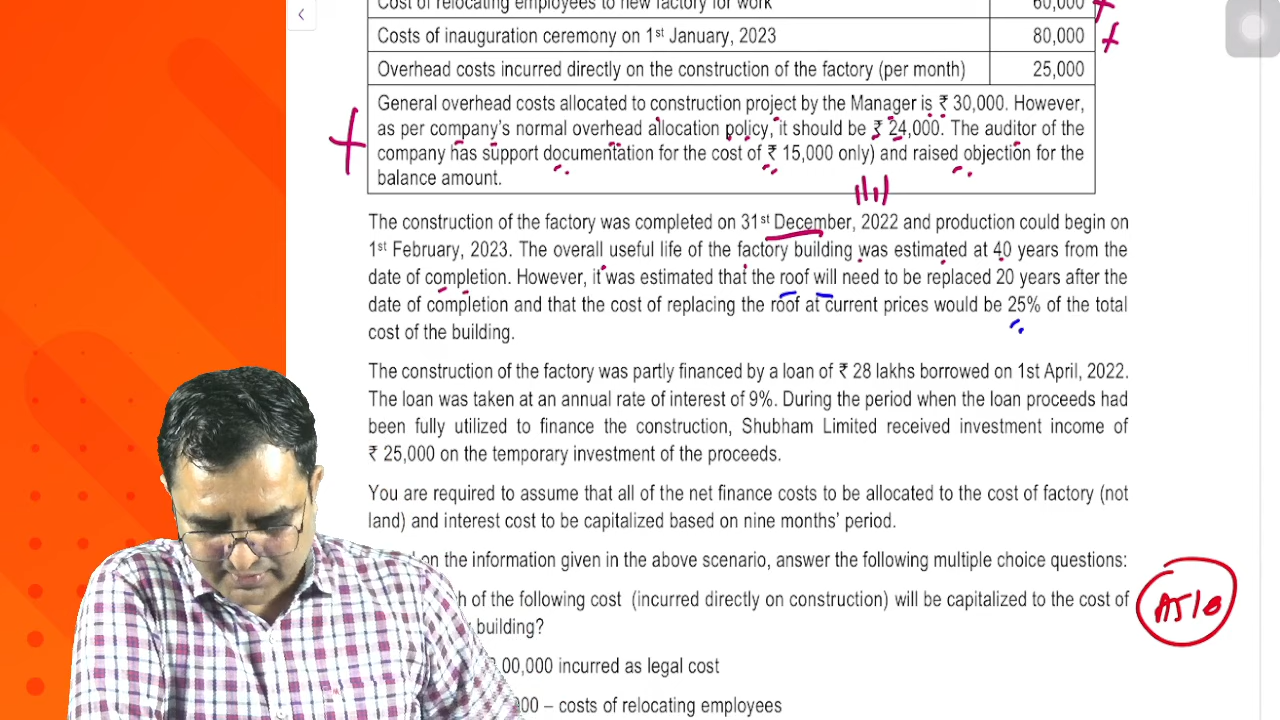 Cost of relocating employees to new factory for work 60,000
Costs of inauguration ceremony on 1st January, 2023 80,000
Overhead costs incurred directly on the construction of the factory (per month) 25,000
General overhead costs allocated to construction project by the Manager is ₹ 30,000. However,
as per company's normal overhead allocation policy, it should be ₹ 24,000. The auditor of the
company has support documentation for the cost of ₹ 15,000 only) and raised objection for the
balance amount.
The construction of the factory was completed on 31st December, 2022 and production could begin on
1st February, 2023. The overall useful life of the factory building was estimated at 40 years from the
date of completion. However, it was estimated that the roof will need to be replaced 20 years after the
date of completion and that the cost of replacing the roof at current prices would be 25% of the total
cost of the building.
The construction of the factory was partly financed by a loan of ₹ 28 lakhs borrowed on 1st April, 2022.
The loan was taken at an annual rate of interest of 9%. During the period when the loan proceeds had
been fully utilized to finance the construction, Shubham Limited received investment income of
₹ 25,000 on the temporary investment of the proceeds.
You are required to assume that all of the net finance costs to be allocated to the cost of factory (not
land) and interest cost to be capitalized based on nine months' period.
on the information given in the above scenario, answer the following multiple choice questions:
of the following cost (incurred directly on construction) will be capitalized to the cost of
building?
00,000 incurred as legal cost
00 – costs of relocating employees